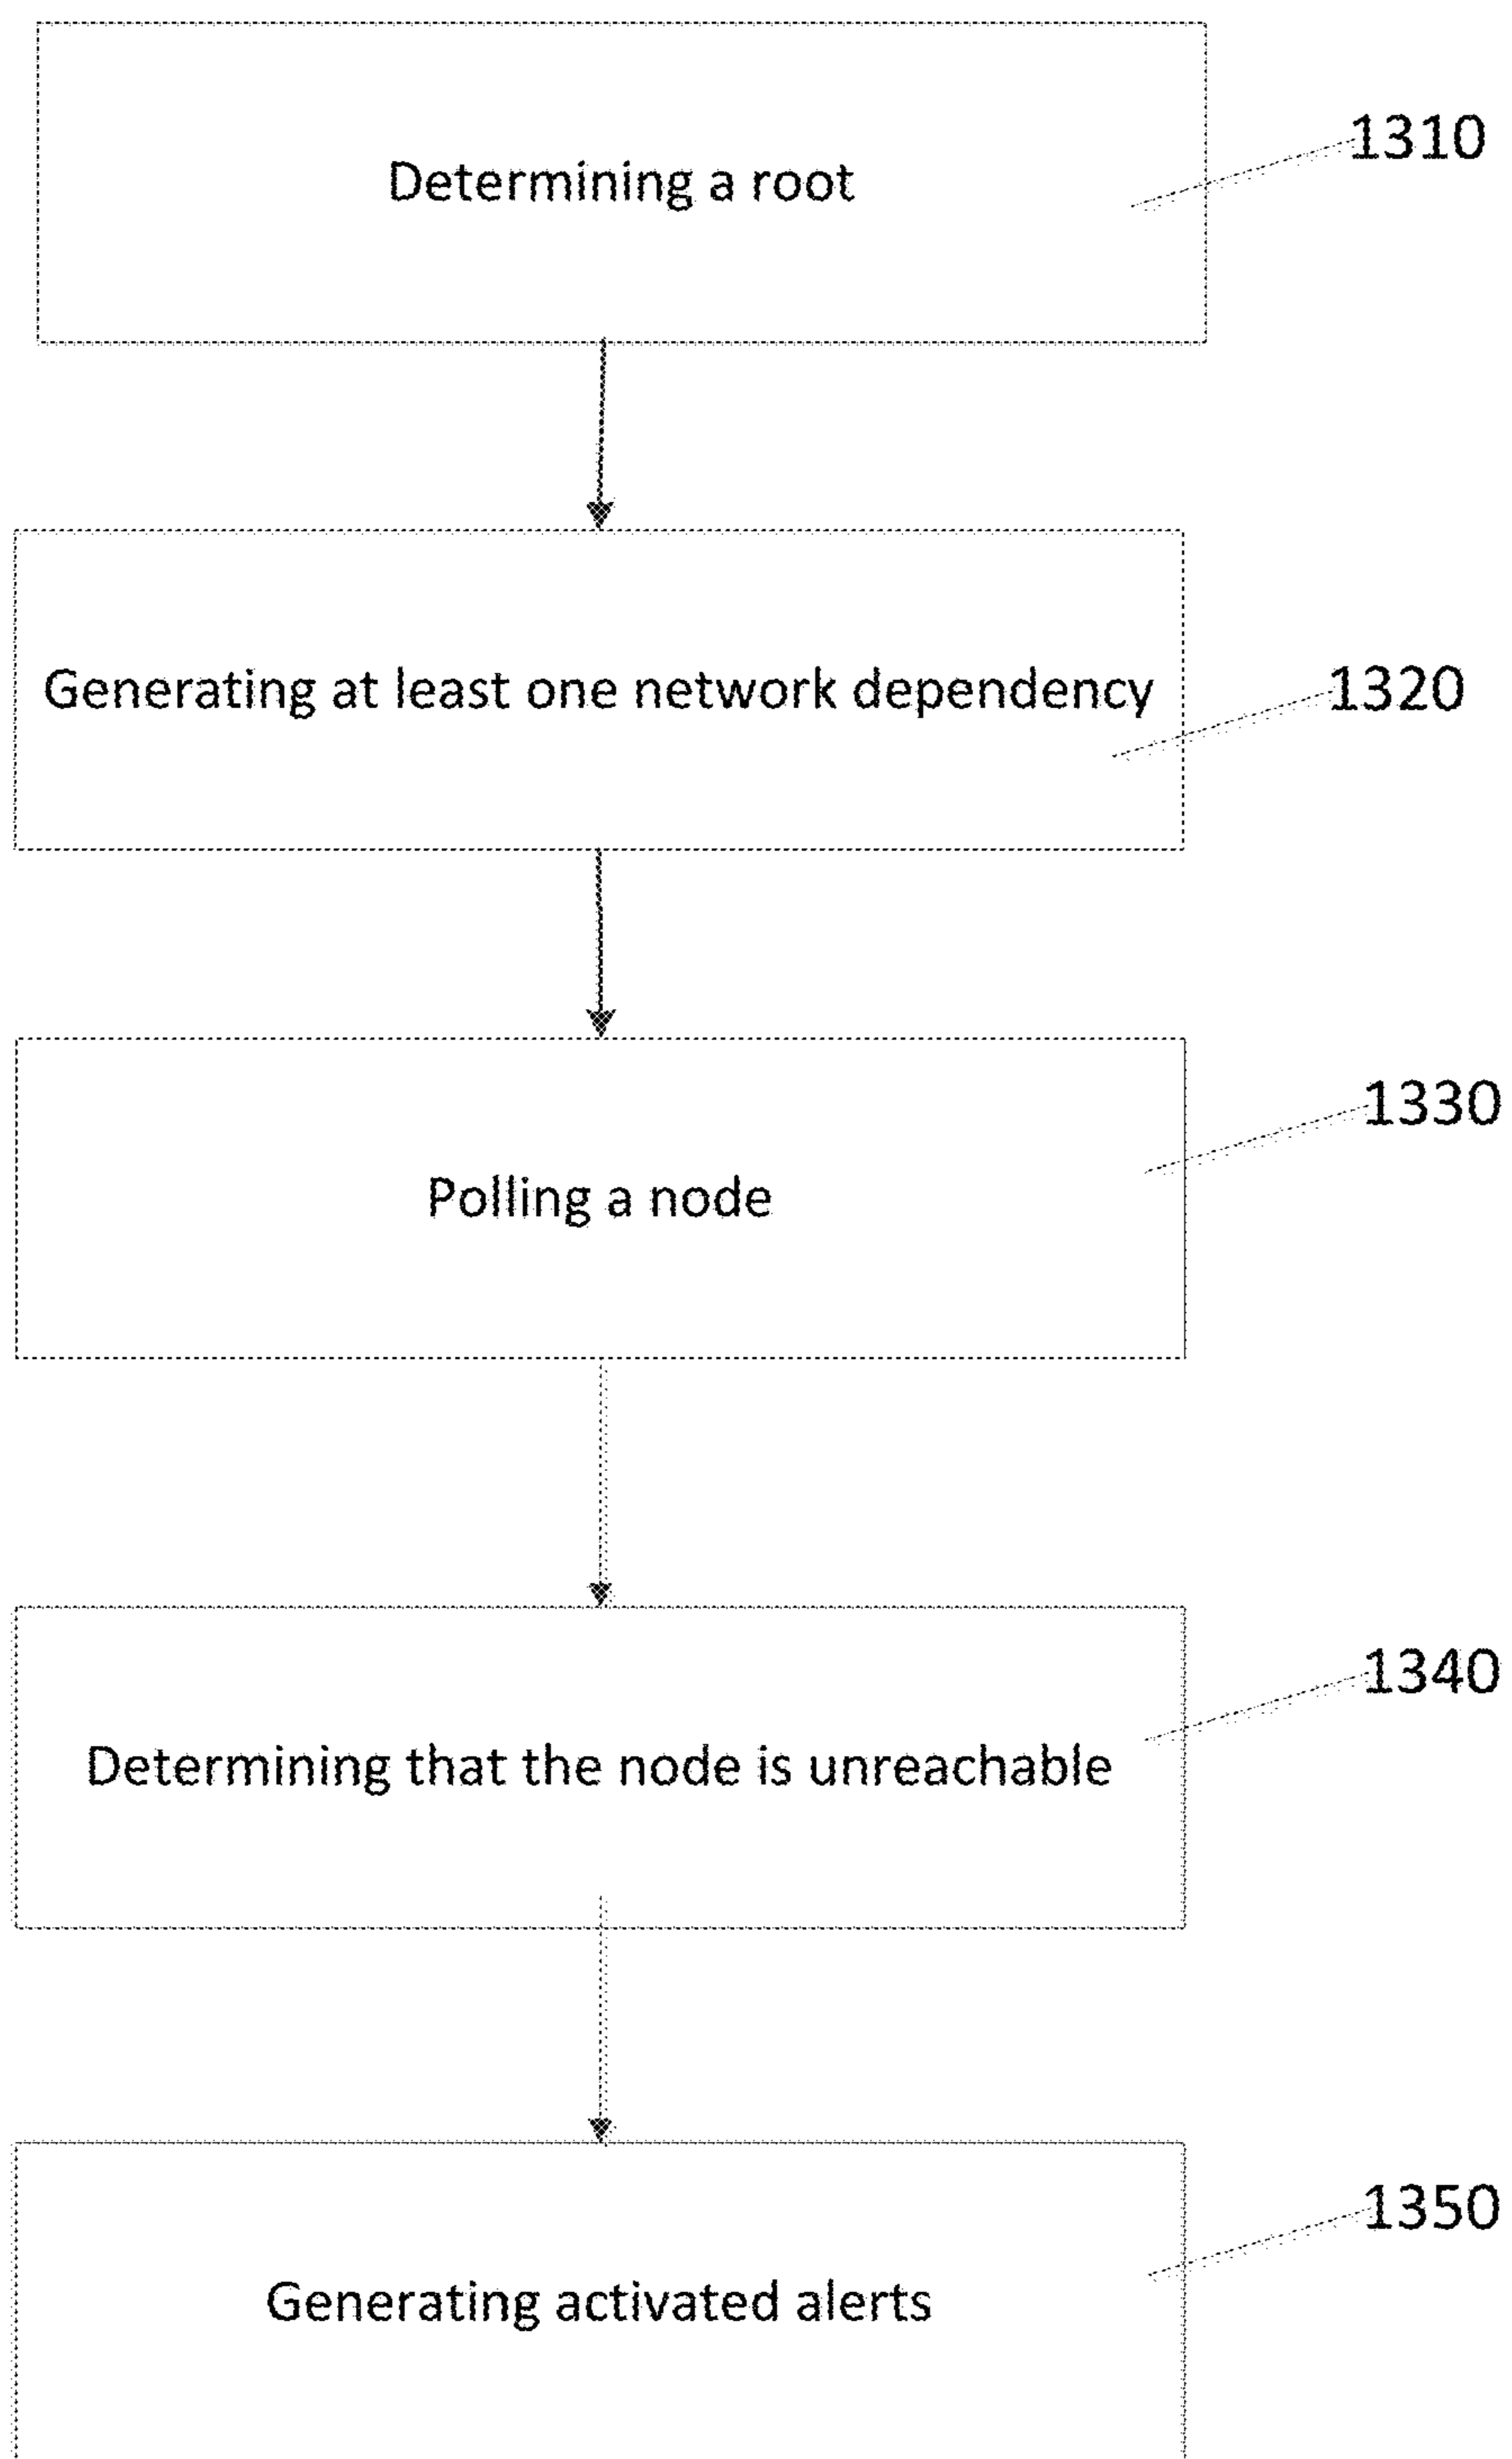 Determining a root
1310
Generating at least one network dependency
1320
Polling a node
1330
Determining that the node is unreachable
1340
Generating activated alerts
1350